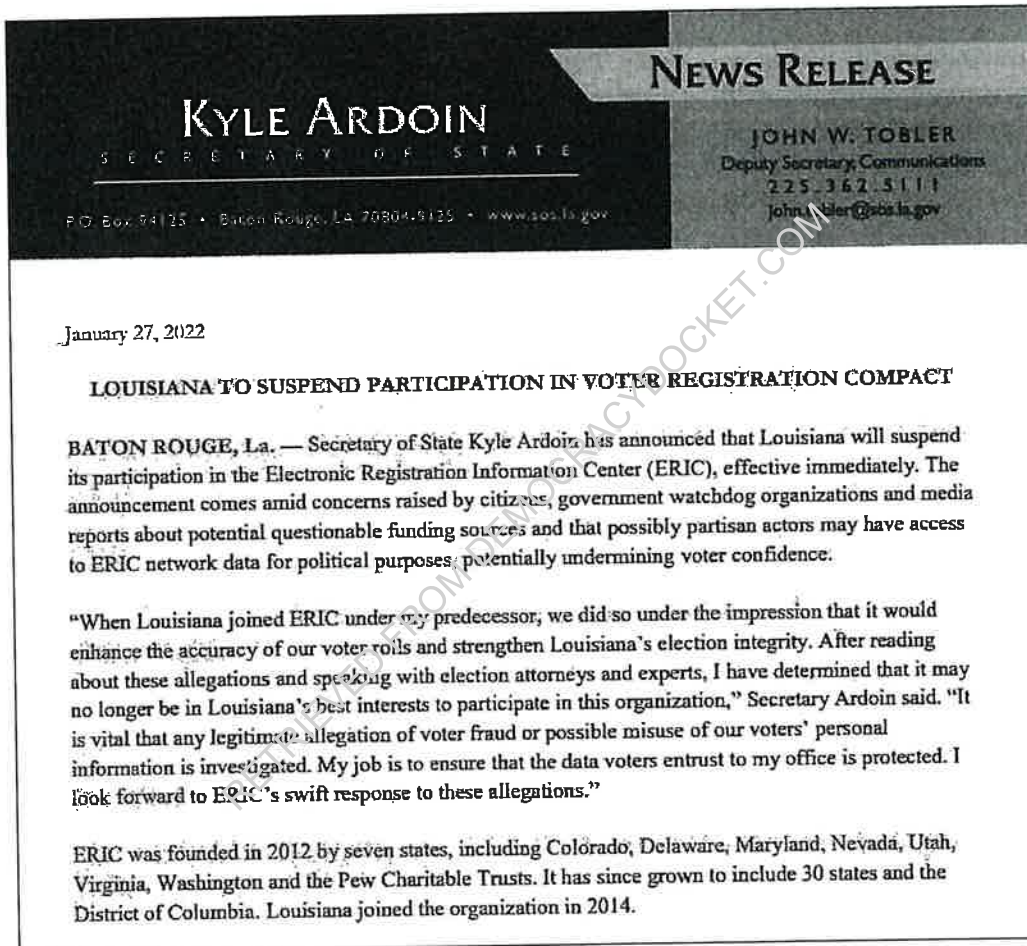 NEWS RELEASE
KYLE ARDOIN
SECRETARY OF STATE
P.O. Box 94125 • Baton Rouge, LA 70804-9125 • www.sos.la.gov
JOHN W. TOBLER
Deputy Secretary, Communications
225.362.5111
john.tobler@sos.la.gov
January 27, 2022
LOUISIANA TO SUSPEND PARTICIPATION IN VOTER REGISTRATION COMPACT
BATON ROUGE, La. — Secretary of State Kyle Ardoin has announced that Louisiana will suspend
its participation in the Electronic Registration Information Center (ERIC), effective immediately. The
announcement comes amid concerns raised by citizens, government watchdog organizations and media
reports about potential questionable funding sources and that possibly partisan actors may have access
to ERIC network data for political purposes, potentially undermining voter confidence.
“When Louisiana joined ERIC under my predecessor, we did so under the impression that it would
enhance the accuracy of our voter rolls and strengthen Louisiana’s election integrity. After reading
about these allegations and speaking with election attorneys and experts, I have determined that it may
no longer be in Louisiana’s best interests to participate in this organization,” Secretary Ardoin said. “It
is vital that any legitimate allegation of voter fraud or possible misuse of our voters’ personal
information is investigated. My job is to ensure that the data voters entrust to my office is protected. I
look forward to ERIC’s swift response to these allegations.”
ERIC was founded in 2012 by seven states, including Colorado, Delaware, Maryland, Nevada, Utah,
Virginia, Washington and the Pew Charitable Trusts. It has since grown to include 30 states and the
District of Columbia. Louisiana joined the organization in 2014.
RETRIEVED FROM DEMOCRACYDOCKET.COM